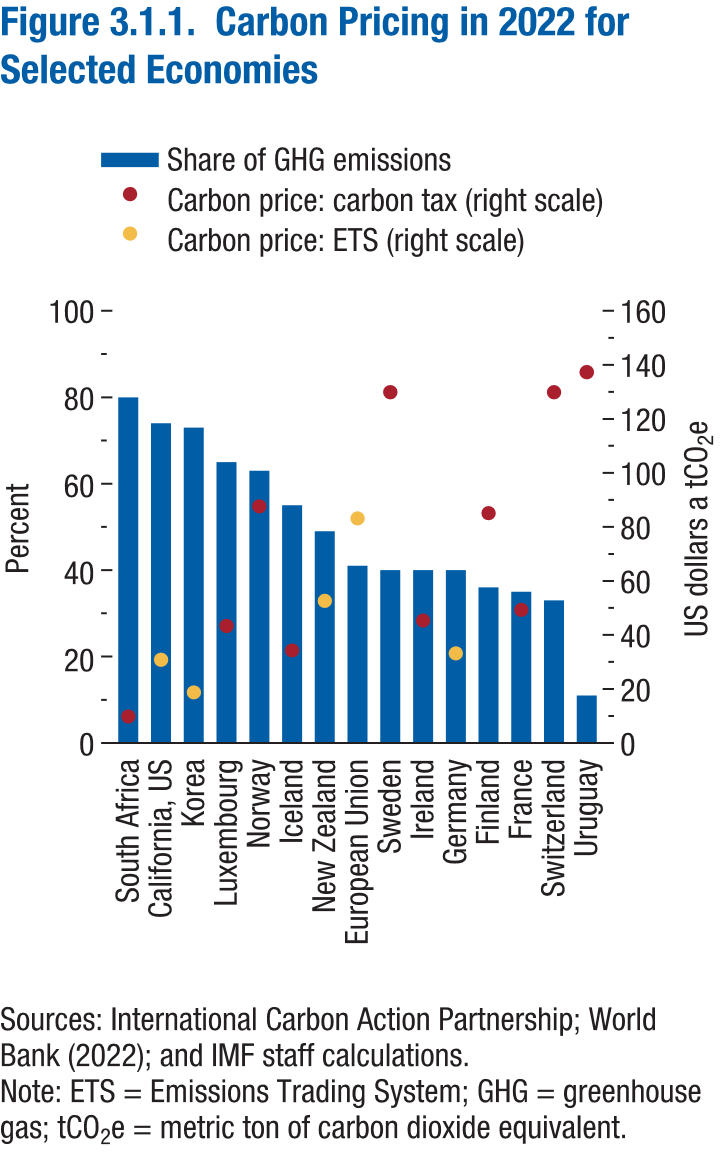 Figure 3.1.1.  Carbon Pricing in 2022 for
Selected Economies
Share of GHG emissions
Carbon price: carbon tax (right scale)
Carbon price: ETS (right scale)
100
80
60
40
20
0
Percent
160
140
120
100
80
60
40
20
0
US dollars a tCO₂e
South Africa
California, US
Korea
Luxembourg
Norway
Iceland
New Zealand
European Union
Sweden
Ireland
Germany
Finland
France
Switzerland
Uruguay
Sources: International Carbon Action Partnership; World
Bank (2022); and IMF staff calculations.
Note: ETS = Emissions Trading System; GHG = greenhouse
gas; tCO₂e = metric ton of carbon dioxide equivalent.